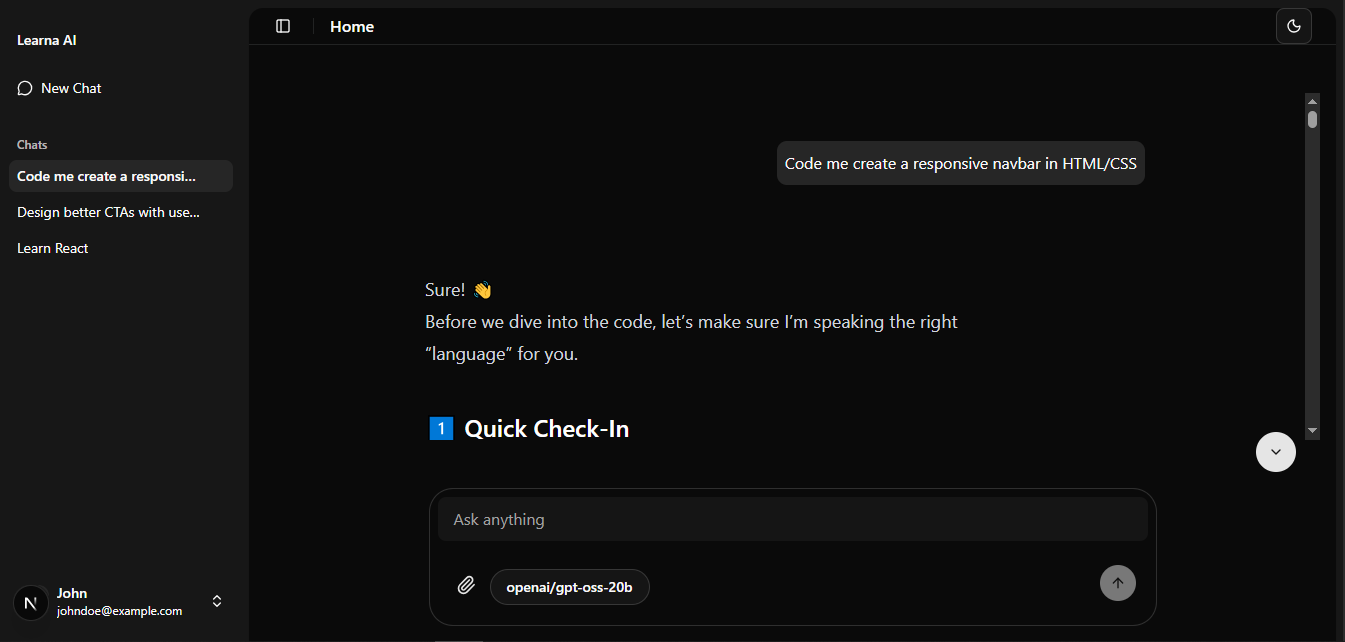 Learna AI
New Chat
Chats
Code me create a responsi...
Design better CTAs with use...
Learn React
John
johndoe@example.com
N
Home
Code me create a responsive navbar in HTML/CSS
Sure! 👋
Before we dive into the code, let’s make sure I’m speaking the right
“language” for you.
1 Quick Check-In
Ask anything
openai/gpt-oss-20b